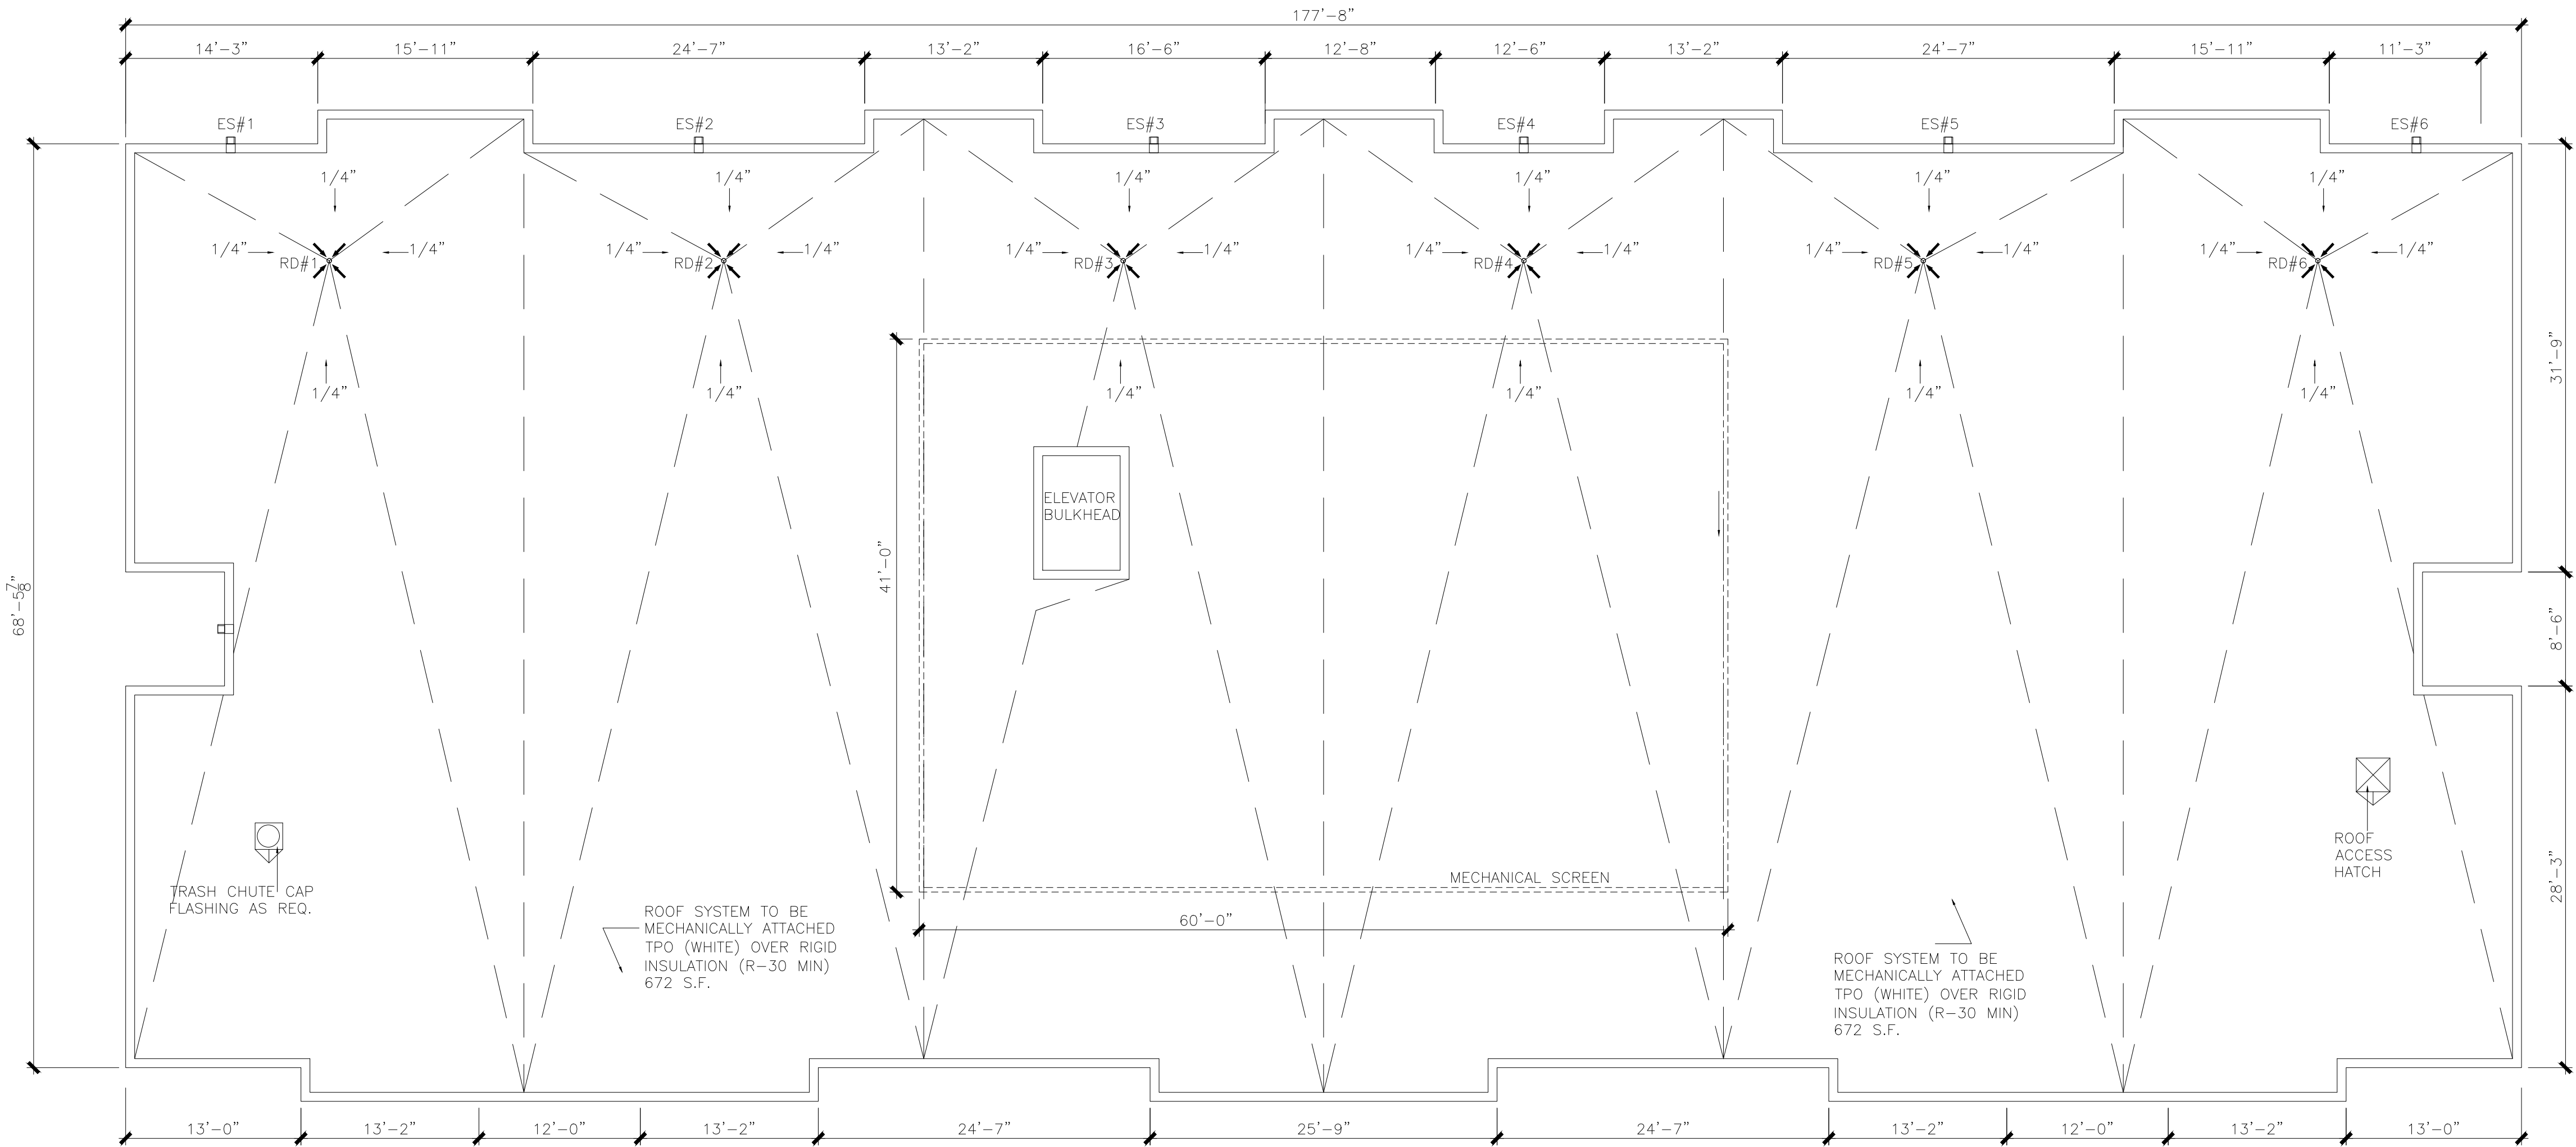 177'-8"
14'-3" 15'-11" 24'-7" 13'-2" 16'-6" 12'-8" 12'-6" 13'-2" 24'-7" 15'-11" 11'-3"
ES#1 ES#2 ES#3 ES#4 ES#5 ES#6
1/4" 1/4" 1/4" 1/4" 1/4" 1/4"
1/4" 1/4" 1/4" 1/4" 1/4" 1/4" 1/4" 1/4" 1/4" 1/4" 1/4" 1/4"
RD#1 RD#2 RD#3 RD#4 RD#5 RD#6
1/4" 1/4" 1/4" 1/4" 1/4" 1/4"
31'-9"
ELEVATOR
BULKHEAD
41'-0"
68'-5 7/8"
8'-6"
28'-3"
ROOF
ACCESS
HATCH
MECHANICAL SCREEN
60'-0"
TRASH CHUTE CAP
FLASHING AS REQ.
ROOF SYSTEM TO BE
MECHANICALLY ATTACHED
TPO (WHITE) OVER RIGID
INSULATION (R-30 MIN)
672 S.F.
ROOF SYSTEM TO BE
MECHANICALLY ATTACHED
TPO (WHITE) OVER RIGID
INSULATION (R-30 MIN)
672 S.F.
13'-0" 13'-2" 12'-0" 13'-2" 24'-7" 25'-9" 24'-7" 13'-2" 12'-0" 13'-2" 13'-0"